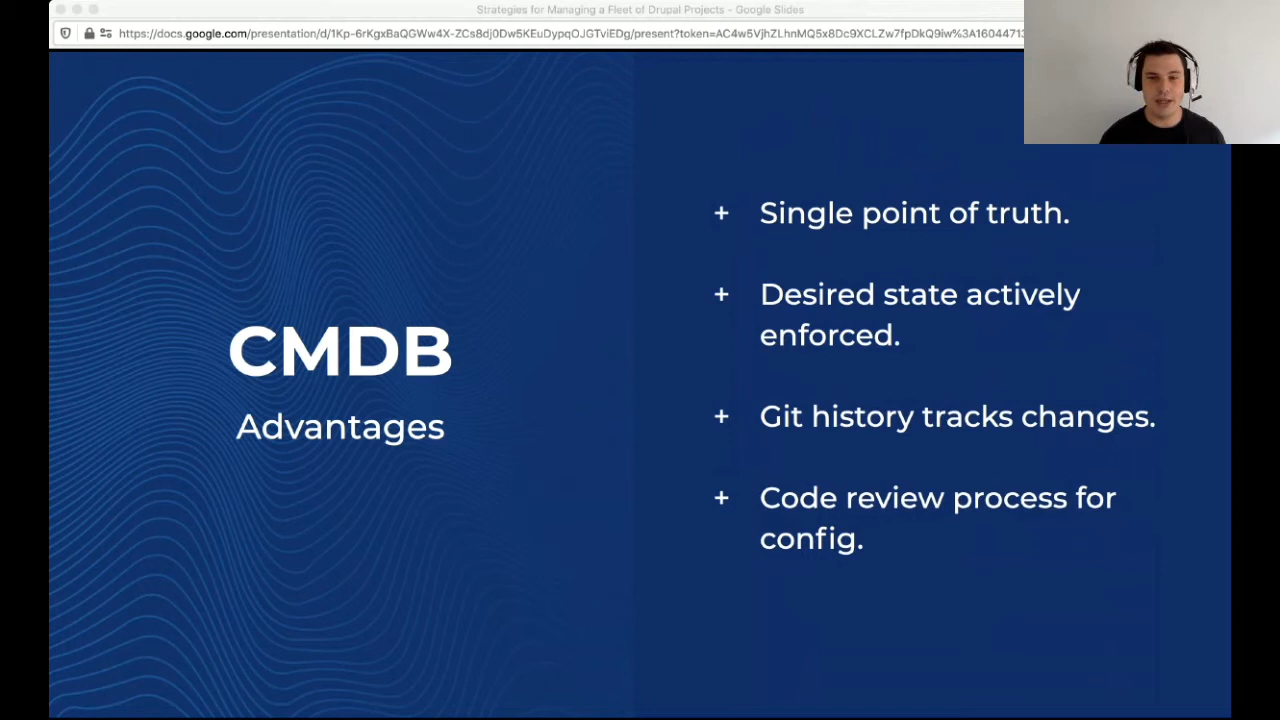 Strategies for Managing a Fleet of Drupal Projects - Google Slides
https://docs.google.com/presentation/d/1Kp-6rKgxBaQGWw4X-ZCs8dj0Dw5KEuDypqOJGTviEDg/present?token=AC4w5VjhZLhnMQ5x8Dc9XCLZw7fpDkQ9iw%3A16044713
CMDB
Advantages
+ Single point of truth.
+ Desired state actively
enforced.
+ Git history tracks changes.
+ Code review process for
config.